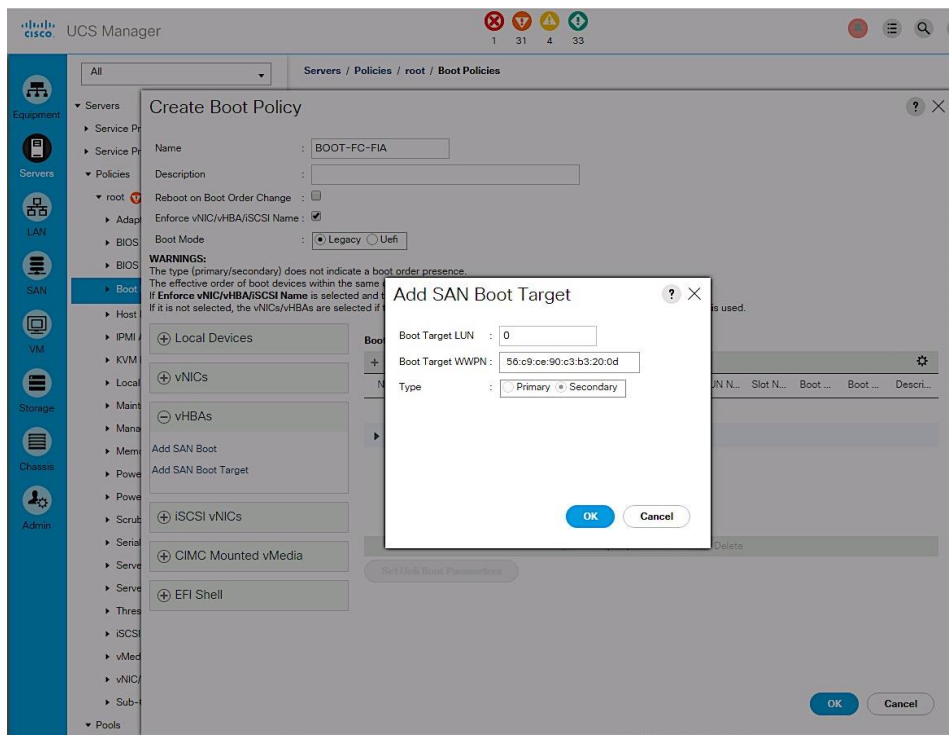 CISCO. UCS Manager
1 31 4 33
Equipment
Servers
LAN
SAN
VM
Storage
Chassis
Admin
All
Servers / Policies / root / Boot Policies
Servers
Service Pr
Service Pr
Policies
root
Adap
BIOS
BIOS
Boot
Host
IPMI
KVM
Local
Maint
Mana
Mem
Powe
Powe
Scrub
Serial
Serve
Serve
Thres
iSCSI
vMed
vNIC/
Sub-
Pools
Create Boot Policy
Name : BOOT-FC-FIA
Description :
Reboot on Boot Order Change :
Enforce vNIC/vHBA/iSCSI Name :
Boot Mode : Legacy Uefi
WARNINGS:
The type (primary/secondary) does not indicate a boot order presence.
The effective order of boot devices within the same
If Enforce vNIC/vHBA/iSCSI Name is selected and t
If it is not selected, the vNICs/vHBAs are selected if is used.
Local Devices
vNICs
vHBAs
Add SAN Boot
Add SAN Boot Target
iSCSI vNICs
CIMC Mounted vMedia
EFI Shell
Boo
+
N UN N... Slot N... Boot ... Boot ... Descri...
Delete
Set Uefi Boot Parameters
Add SAN Boot Target ?
Boot Target LUN : 0
Boot Target WWPN : 56:c9:ce:90:c3:b3:20:0d
Type : Primary Secondary
OK Cancel
? 
OK Cancel